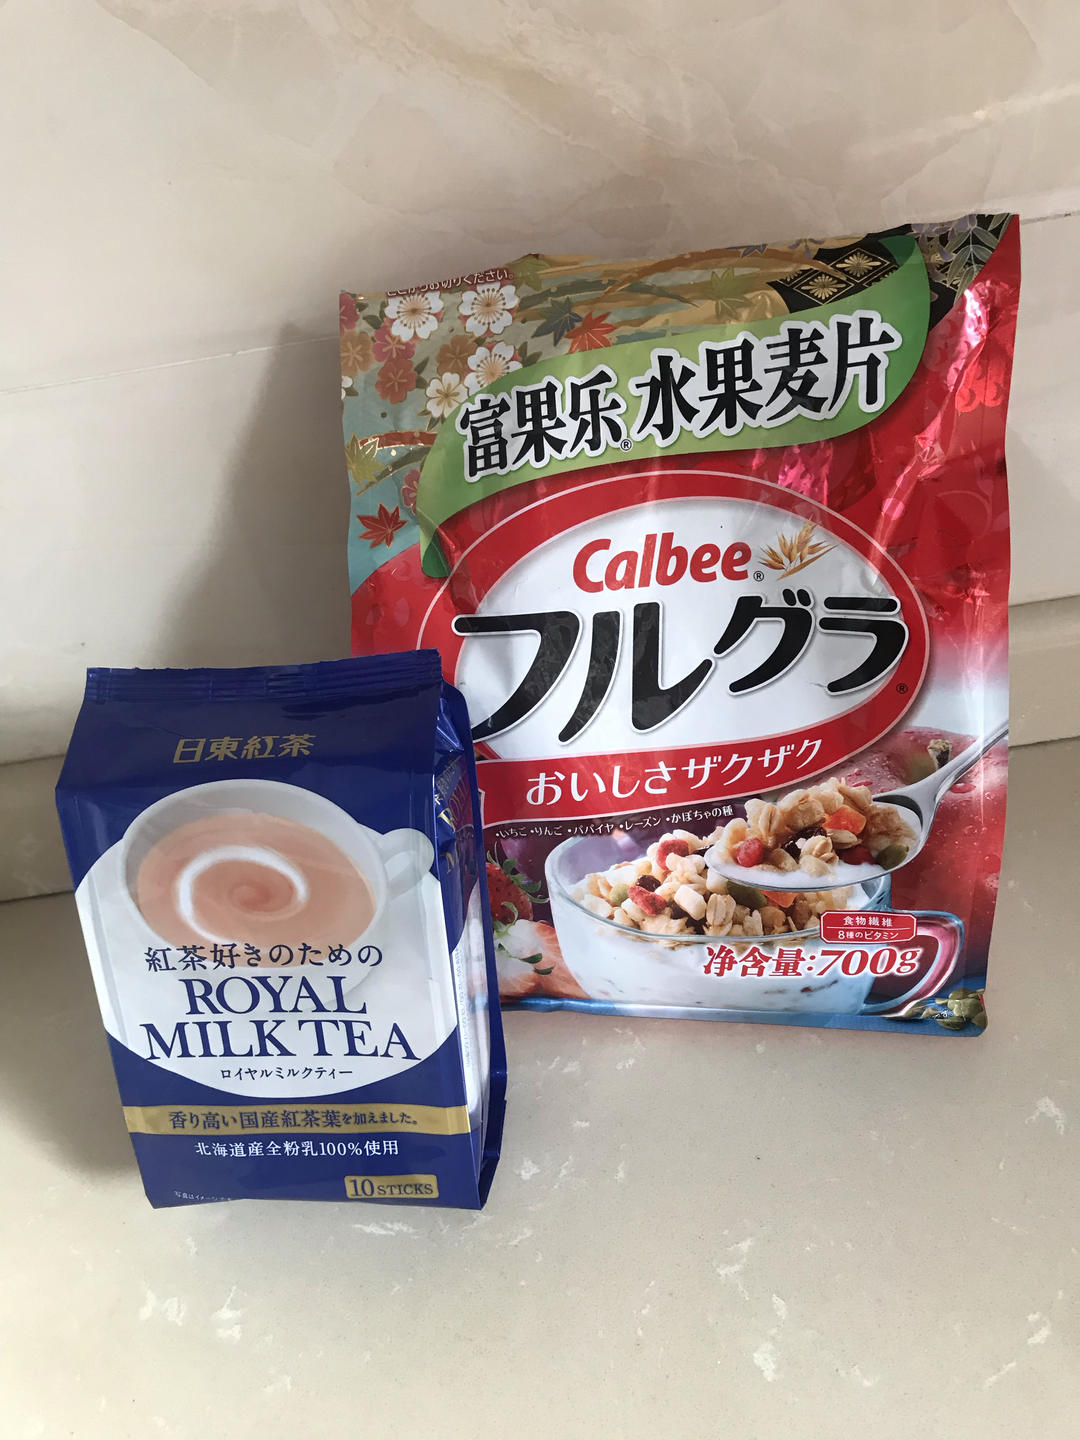 ここからお切りください。
富果乐® 水果麦片
Calbee®
フルグラ®
おいしさザクザク
・いちご・りんご・パパイヤ・レーズン・かぼちゃの種
食物繊維
8種のビタミン
净含量:700g
日東紅茶
紅茶好きのための
ROYAL
MILK TEA
ロイヤルミルクティー
香り高い国産紅茶葉を加えました。
北海道産全粉乳100%使用
10 STICKS